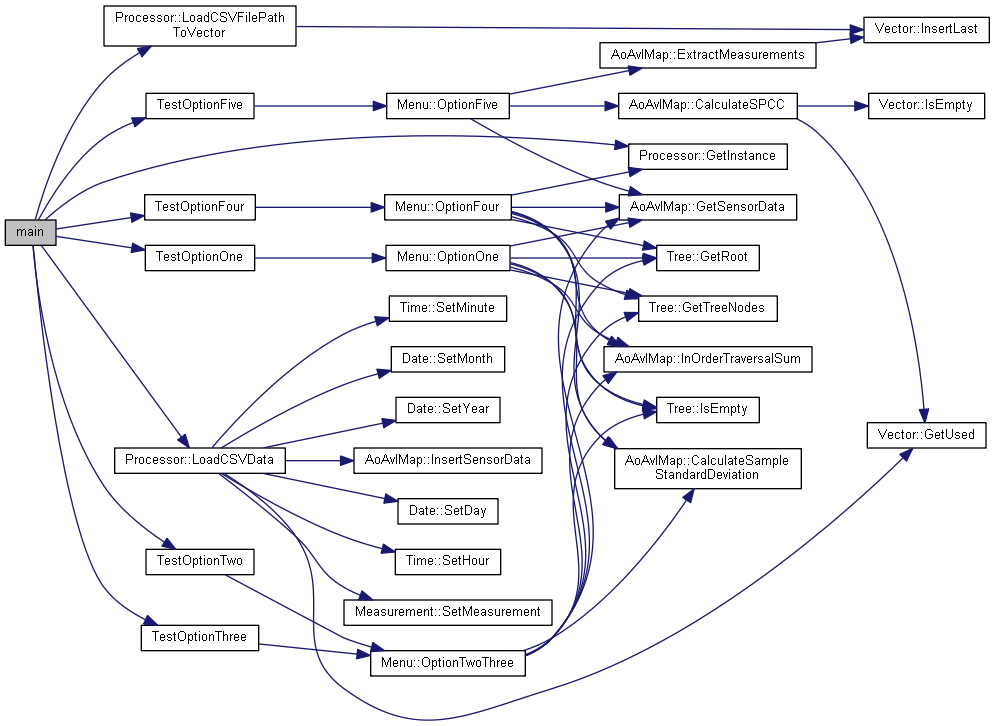 Processor::LoadCSVFilePath
ToVector
Vector::InsertLast
AoAvlMap::ExtractMeasurements
TestOptionFive
Menu::OptionFive
AoAvlMap::CalculateSPCC
Vector::IsEmpty
Processor::GetInstance
TestOptionFour
Menu::OptionFour
AoAvlMap::GetSensorData
main
TestOptionOne
Menu::OptionOne
Tree::GetRoot
Time::SetMinute
Tree::GetTreeNodes
Date::SetMonth
AoAvlMap::InOrderTraversalSum
Date::SetYear
Tree::IsEmpty
Vector::GetUsed
Processor::LoadCSVData
AoAvlMap::InsertSensorData
AoAvlMap::CalculateSample
StandardDeviation
Date::SetDay
TestOptionTwo
Time::SetHour
Measurement::SetMeasurement
TestOptionThree
Menu::OptionTwoThree